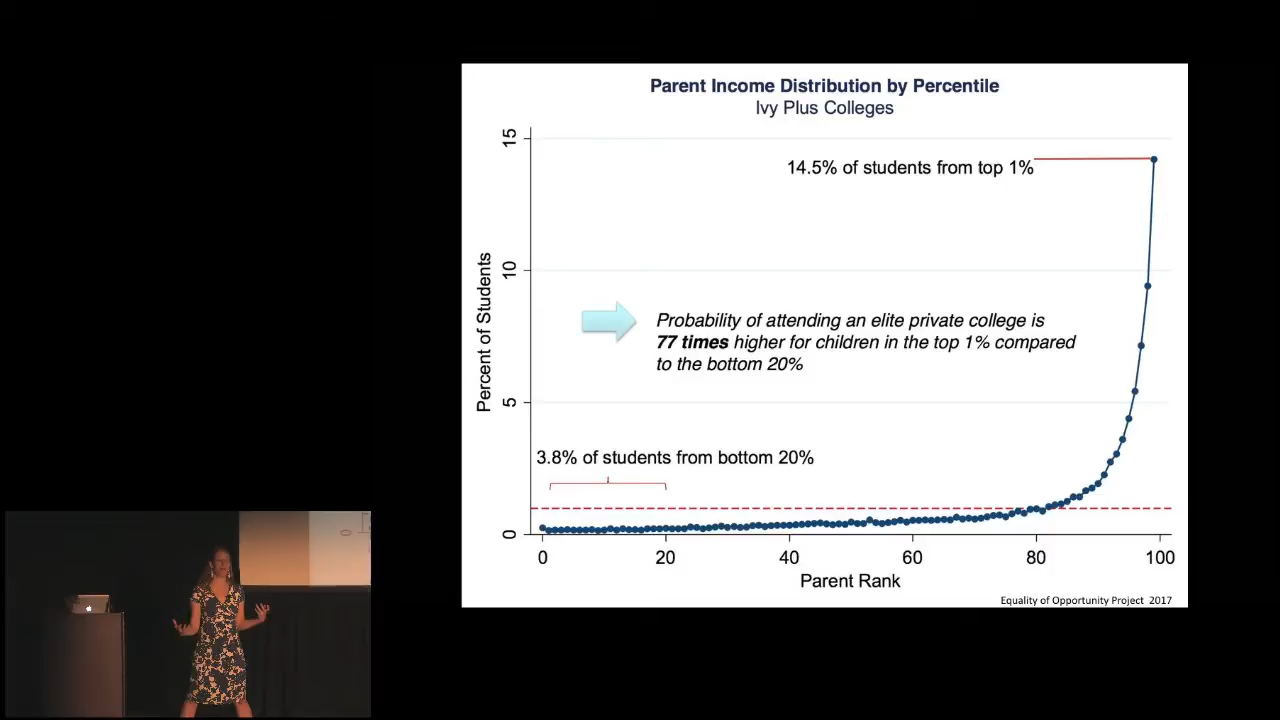 Parent Income Distribution by Percentile
Ivy Plus Colleges
15
14.5% of students from top 1%
10
Percent of Students
Probability of attending an elite private college is
77 times higher for children in the top 1% compared
to the bottom 20%
5
3.8% of students from bottom 20%
0
0 20 40 60 80 100
Parent Rank
Equality of Opportunity Project 2017